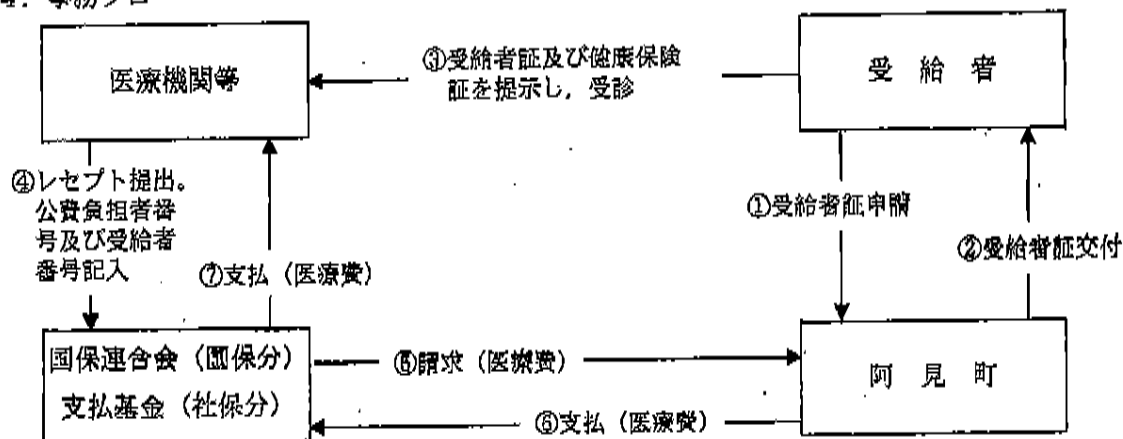 4．事務フロー
医療機関等
③受給者証及び健康保険
証を提示し，受診
受　給　者
④レセプト提出。
公費負担者番
号及び受給者
番号記入
⑦支払（医療費）
①受給者証申請
②受給者証交付
国保連合会（国保分）
支払基金（社保分）
⑤請求（医療費）
⑥支払（医療費）
阿　見　町